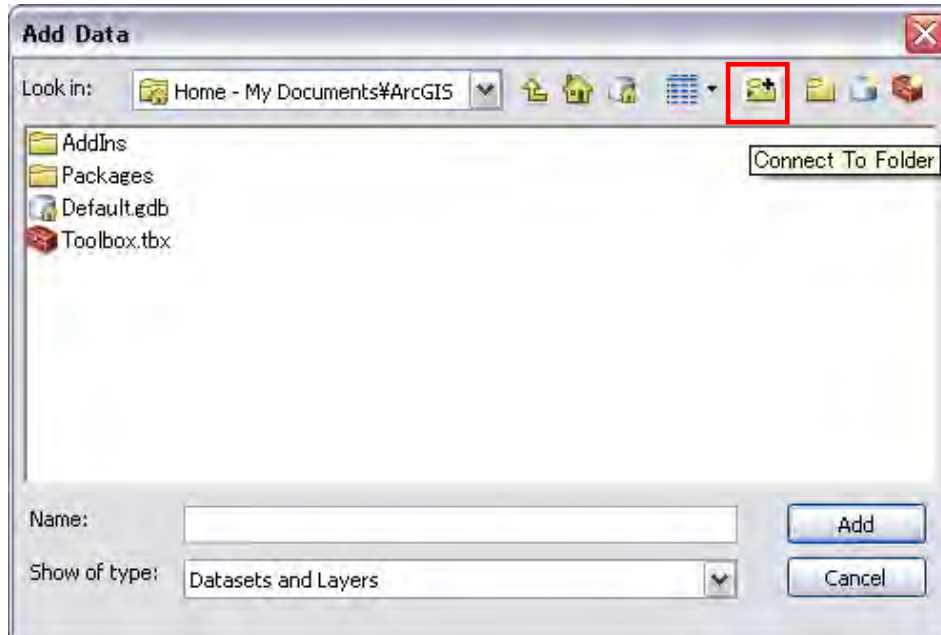 Add Data
Look in: Home - My Documents¥ArcGIS
Connect To Folder
AddIns
Packages
Default.gdb
Toolbox.tbx
Name:
Add
Show of type: Datasets and Layers
Cancel